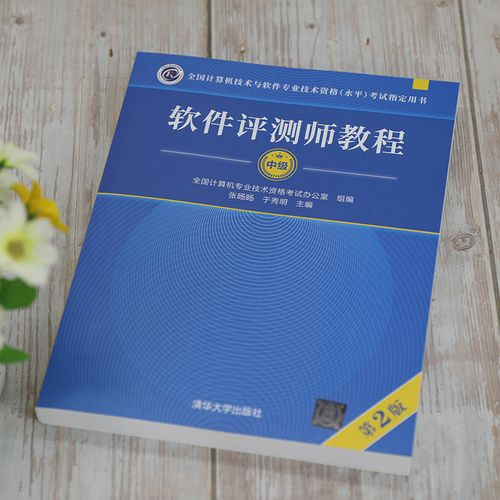 全国计算机技术与软件专业技术资格(水平)考试指定用书
软件评测师教程
中级
全国计算机专业技术资格考试办公室 组编
张旸旸 于秀明 主编
清华大学出版社
第2版